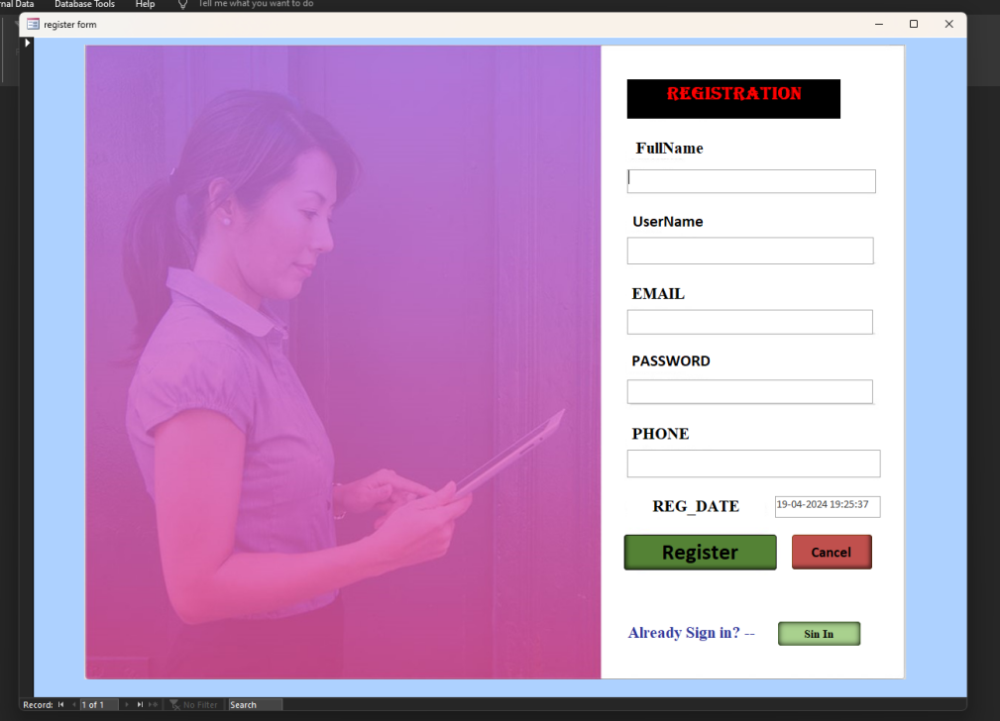 nal Data Database Tools Help Tell me what you want to do
register form
REGISTRATION
FullName
UserName
EMAIL
PASSWORD
PHONE
REG_DATE 19-04-2024 19:25:37
Register Cancel
Already Sign in? -- Sin In
Record: 1 of 1 No Filter Search